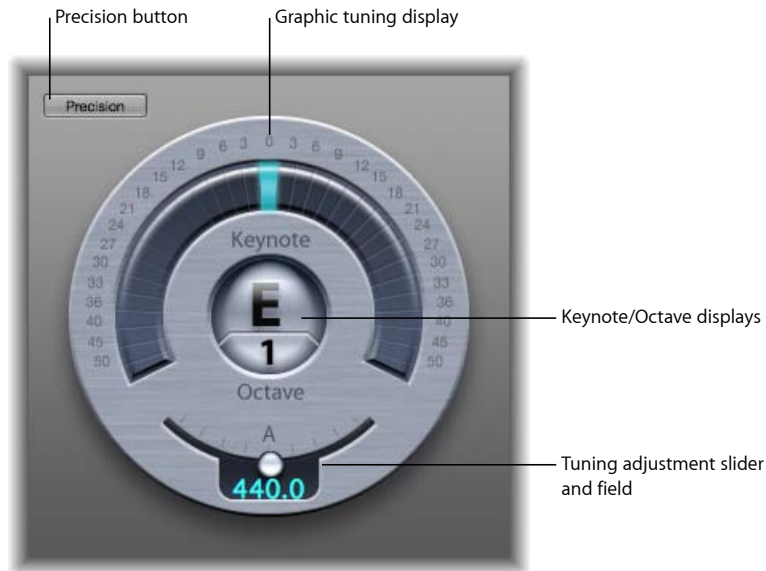 Precision button
Graphic tuning display
Precision
50 45 40 36 33 30 27 24 21 18 15 12 9 6 3 0 3 6 9 12 15 18 21 24 27 30 33 36 40 45 50
Keynote
E
1
Octave
Keynote/Octave displays
A
440.0
Tuning adjustment slider
and field